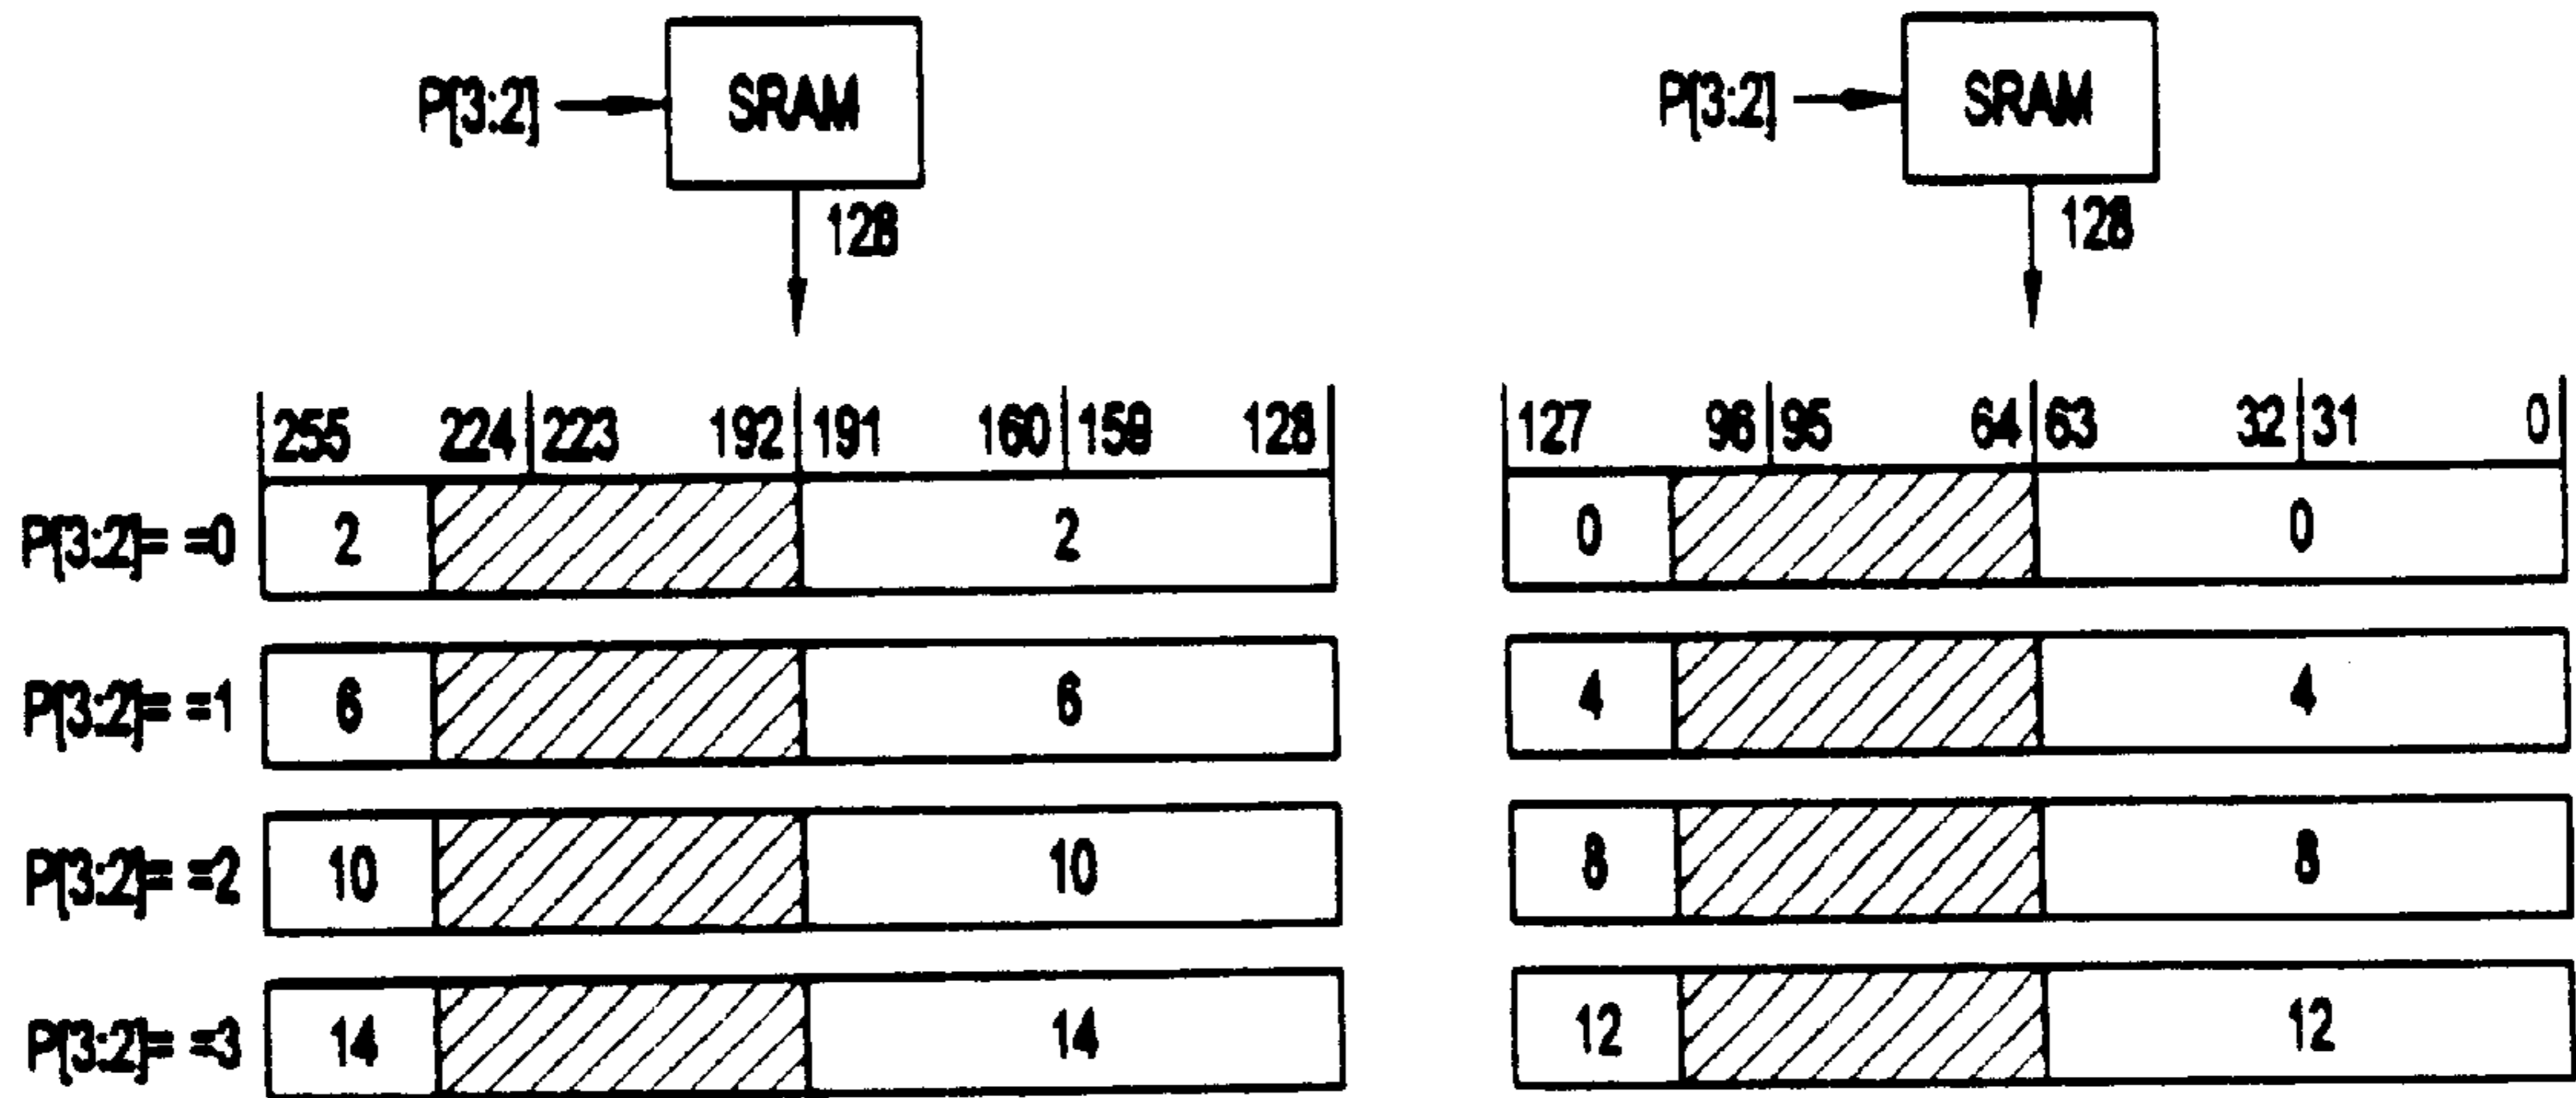 P[3:2] SRAM P[3:2] SRAM
128 128
255 224 223 192 191 160 159 128 127 96 95 64 63 32 31 0
P[3:2]= =0 2 2 0 0
P[3:2]= =1 6 6 4 4
P[3:2]= =2 10 10 8 8
P[3:2]= =3 14 14 12 12